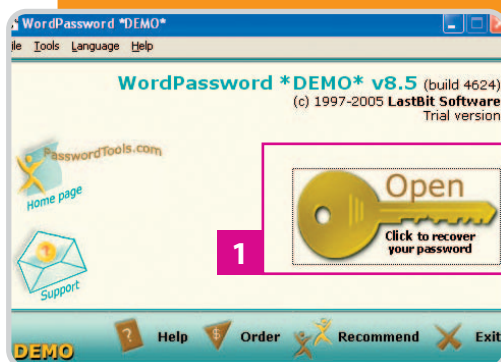 WordPassword *DEMO*
ile Tools Language Help
WordPassword *DEMO* v8.5 (build 4624)
(c) 1997-2005 LastBit Software
Trial version
PasswordTools.com
Home page
Open
Click to recover
your password
1
Support
DEMO Help Order Recommend Exit